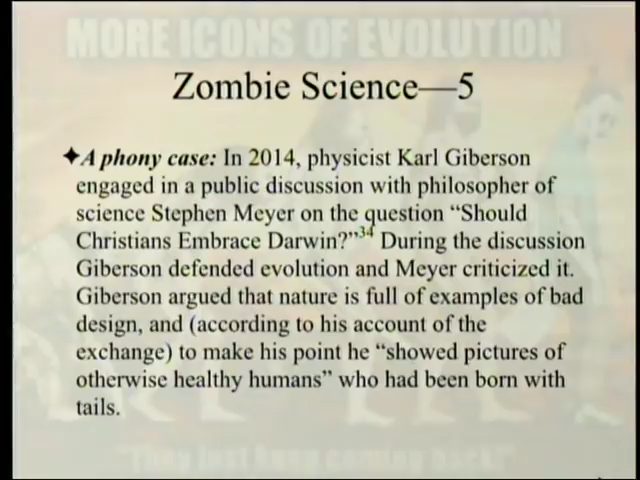 MORE ICONS OF EVOLUTION
Zombie Science—5
✦A phony case: In 2014, physicist Karl Giberson
engaged in a public discussion with philosopher of
science Stephen Meyer on the question “Should
Christians Embrace Darwin?”34 During the discussion
Giberson defended evolution and Meyer criticized it.
Giberson argued that nature is full of examples of bad
design, and (according to his account of the
exchange) to make his point he “showed pictures of
otherwise healthy humans” who had been born with
tails.
"They just keep coming back!"